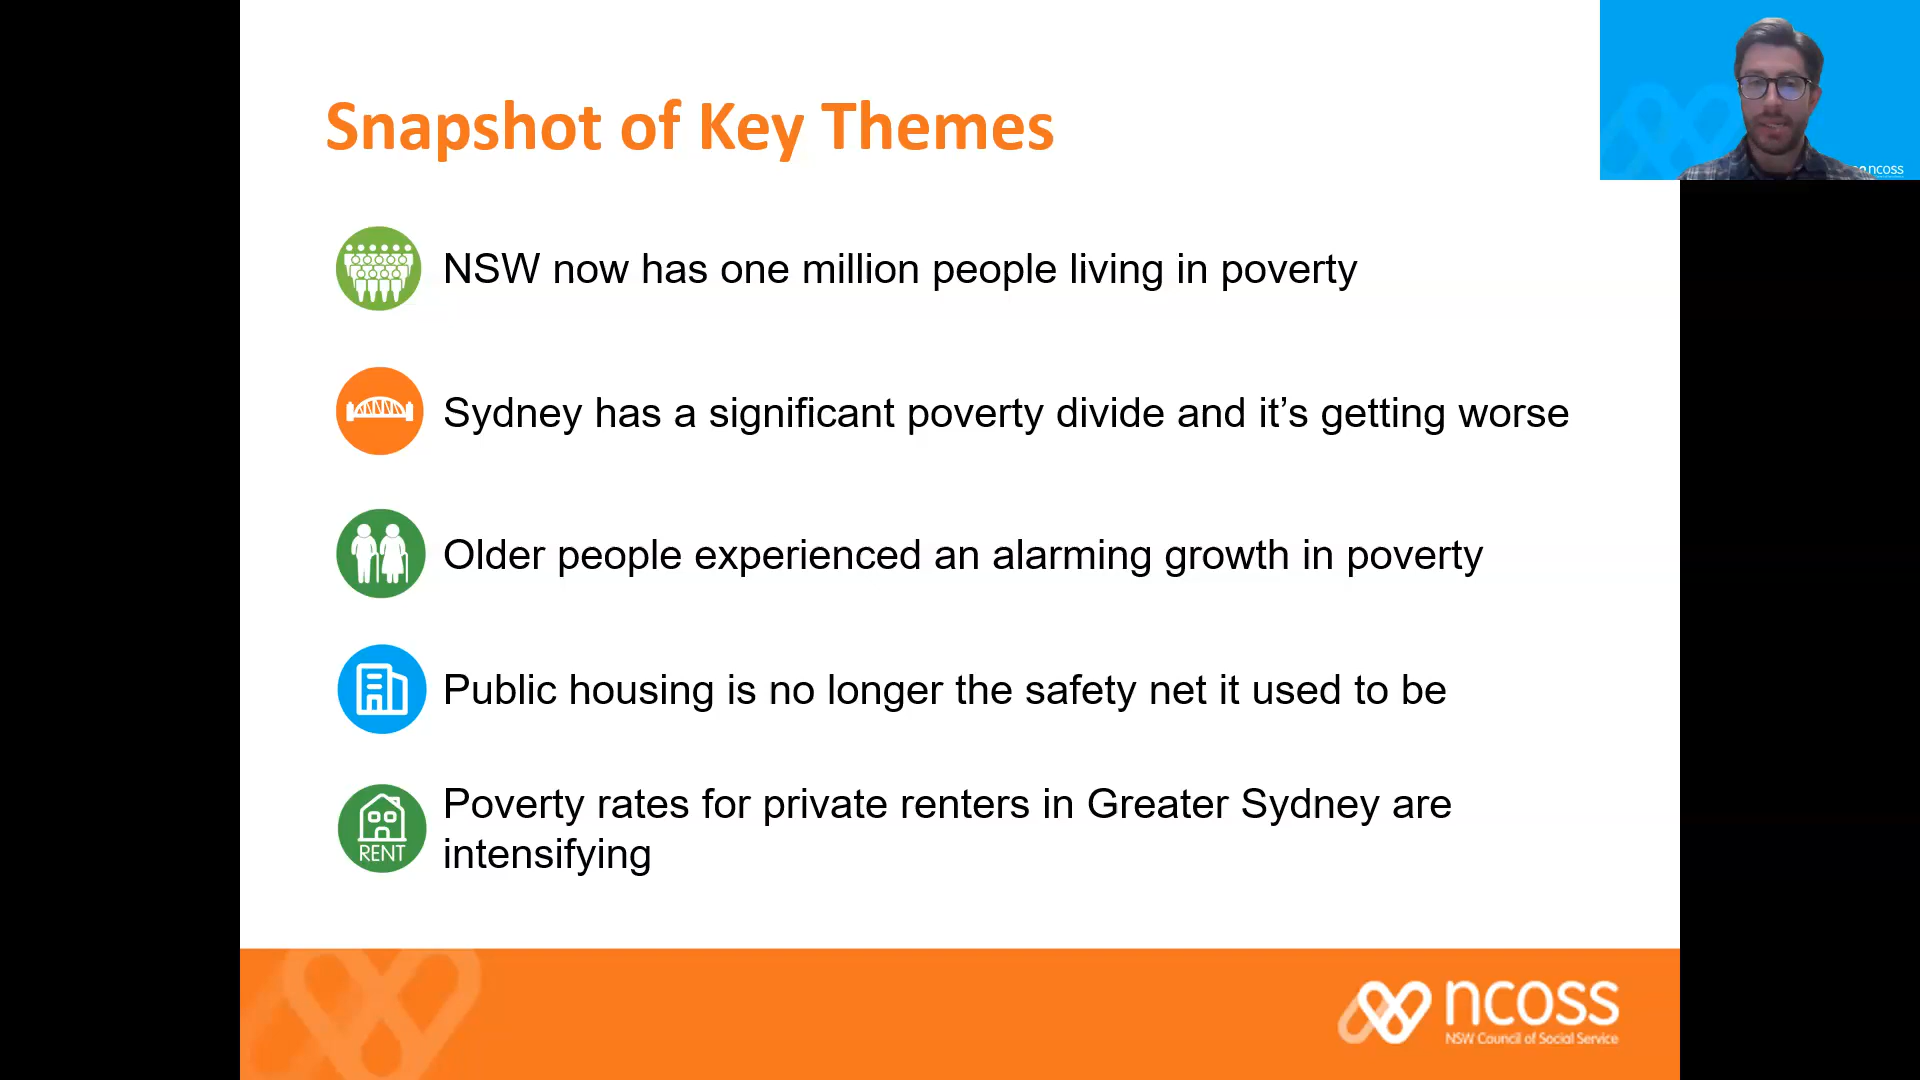 Snapshot of Key Themes
NSW now has one million people living in poverty
Sydney has a significant poverty divide and it’s getting worse
Older people experienced an alarming growth in poverty
Public housing is no longer the safety net it used to be
Poverty rates for private renters in Greater Sydney are
intensifying
RENT
ncoss
NSW Council of Social Service
ncoss